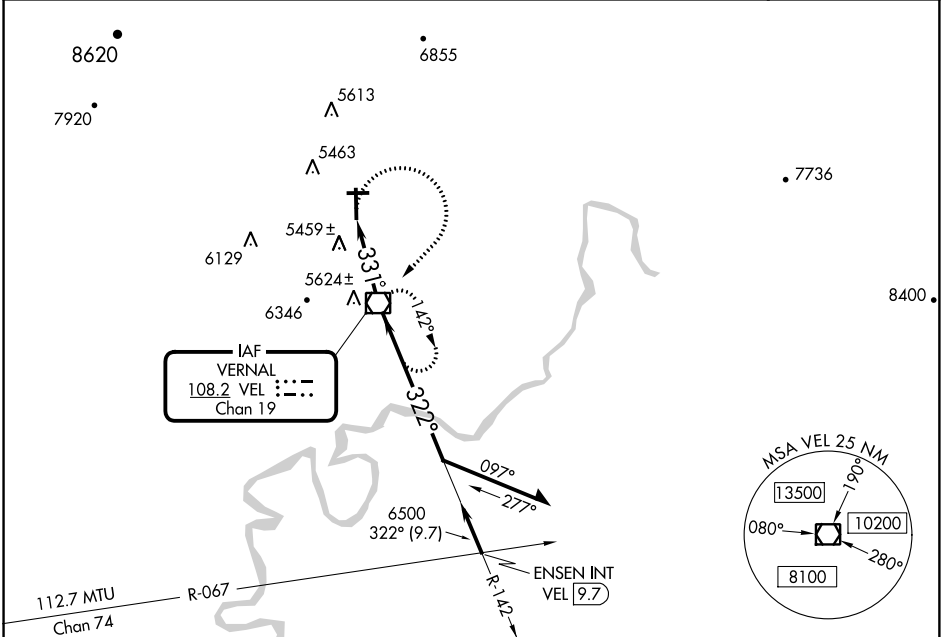 8620
6855
7920
5613
5463
7736
5459±
6129
331°
5624±
6346
142°
8400
IAF
VERNAL
108.2 VEL
Chan 19
322°
097°
277°
MSA VEL 25 NM
13500
190°
080°
10200
280°
8100
6500
322° (9.7)
ENSEN INT
VEL 9.7
R-142
112.7 MTU
R-067
Chan 74